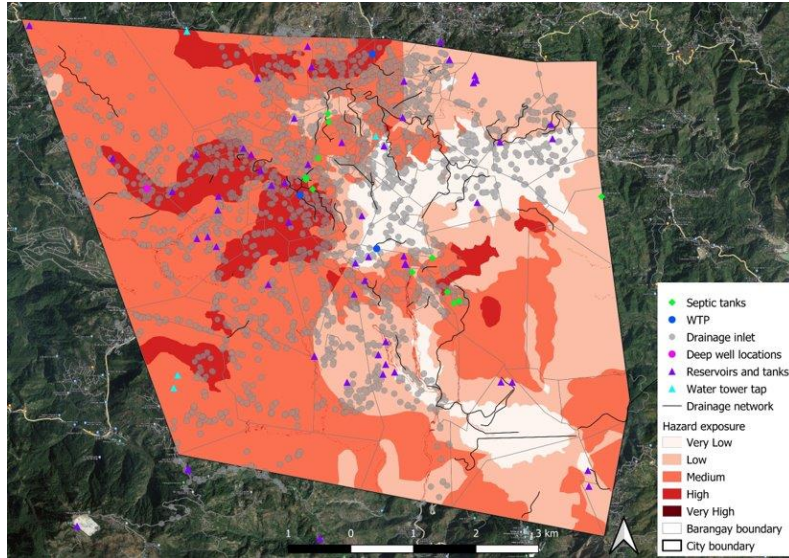 Septic tanks
WTP
Drainage inlet
Deep well locations
Reservoirs and tanks
Water tower tap
Drainage network
Hazard exposure
Very Low
Low
Medium
High
Very High
Barangay boundary
City boundary
1 0 1 2 3 km